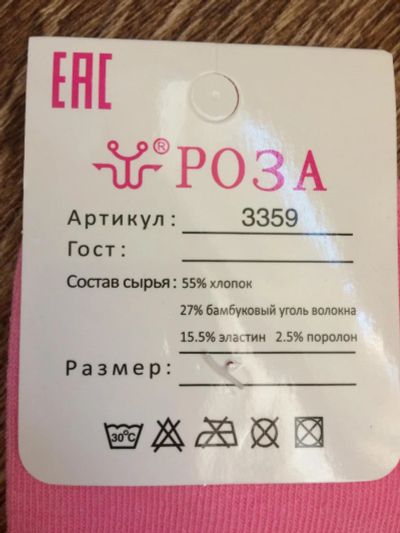 EAC
® РОЗА
Артикул: 3359
Гост:
Состав сырья: 55% хлопок
27% бамбуковый уголь волокна
15.5% эластин 2.5% поролон
Размер:
30°C